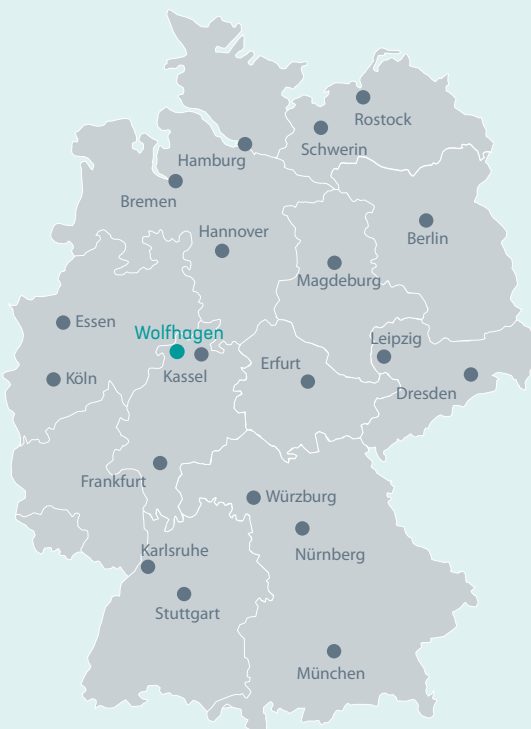 Rostock
Schwerin
Hamburg
Bremen
Hannover
Berlin
Magdeburg
Essen
Wolfhagen
Leipzig
Köln
Kassel
Erfurt
Dresden
Frankfurt
Würzburg
Nürnberg
Karlsruhe
Stuttgart
München